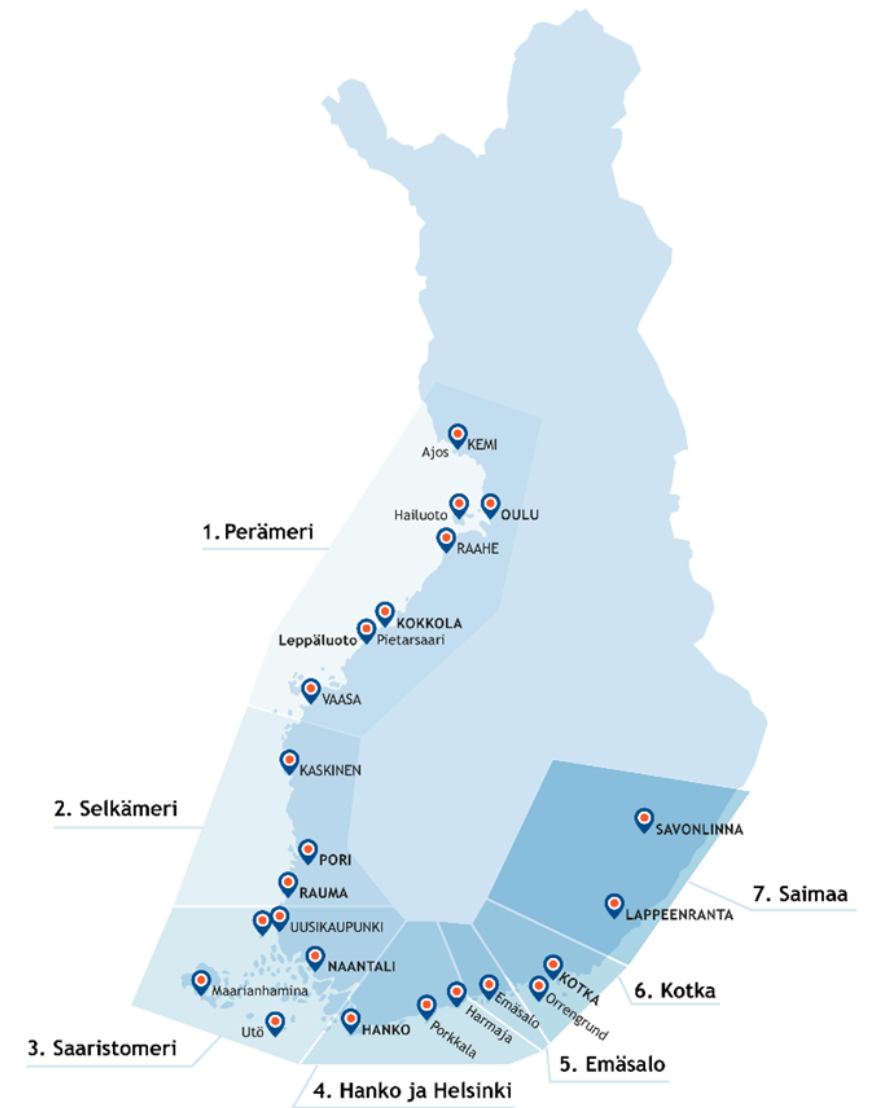 Ajos
KEMI
Hailuoto
OULU
RAAHE
1. Perämeri
KOKKOLA
Leppäluoto
Pietarsaari
VAASA
KASKINEN
2. Selkämeri
PORI
RAUMA
UUSIKAUPUNKI
NAANTALI
Maarianhamina
Utö
HANKO
Porkkala
Harmaja
Emäsalo
Orrengrund
KOTKA
SAVONLINNA
LAPPEENRANTA
7. Saimaa
6. Kotka
5. Emäsalo
3. Saaristomeri
4. Hanko ja Helsinki